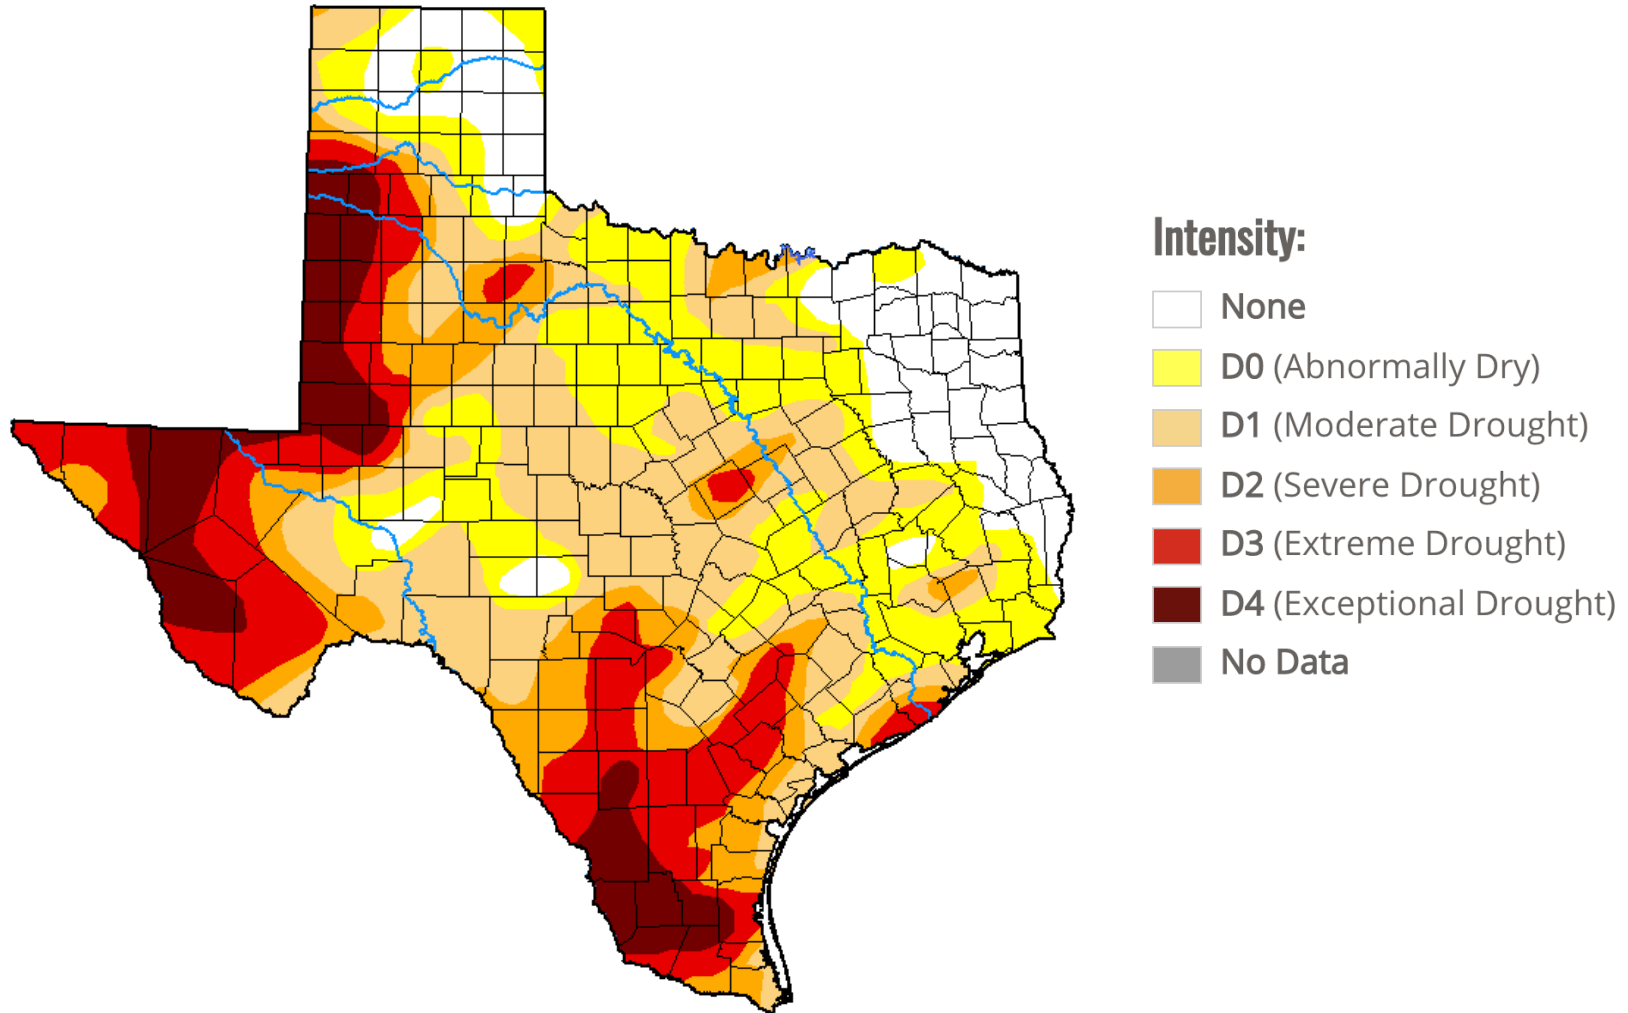 Intensity:
None
D0 (Abnormally Dry)
D1 (Moderate Drought)
D2 (Severe Drought)
D3 (Extreme Drought)
D4 (Exceptional Drought)
No Data